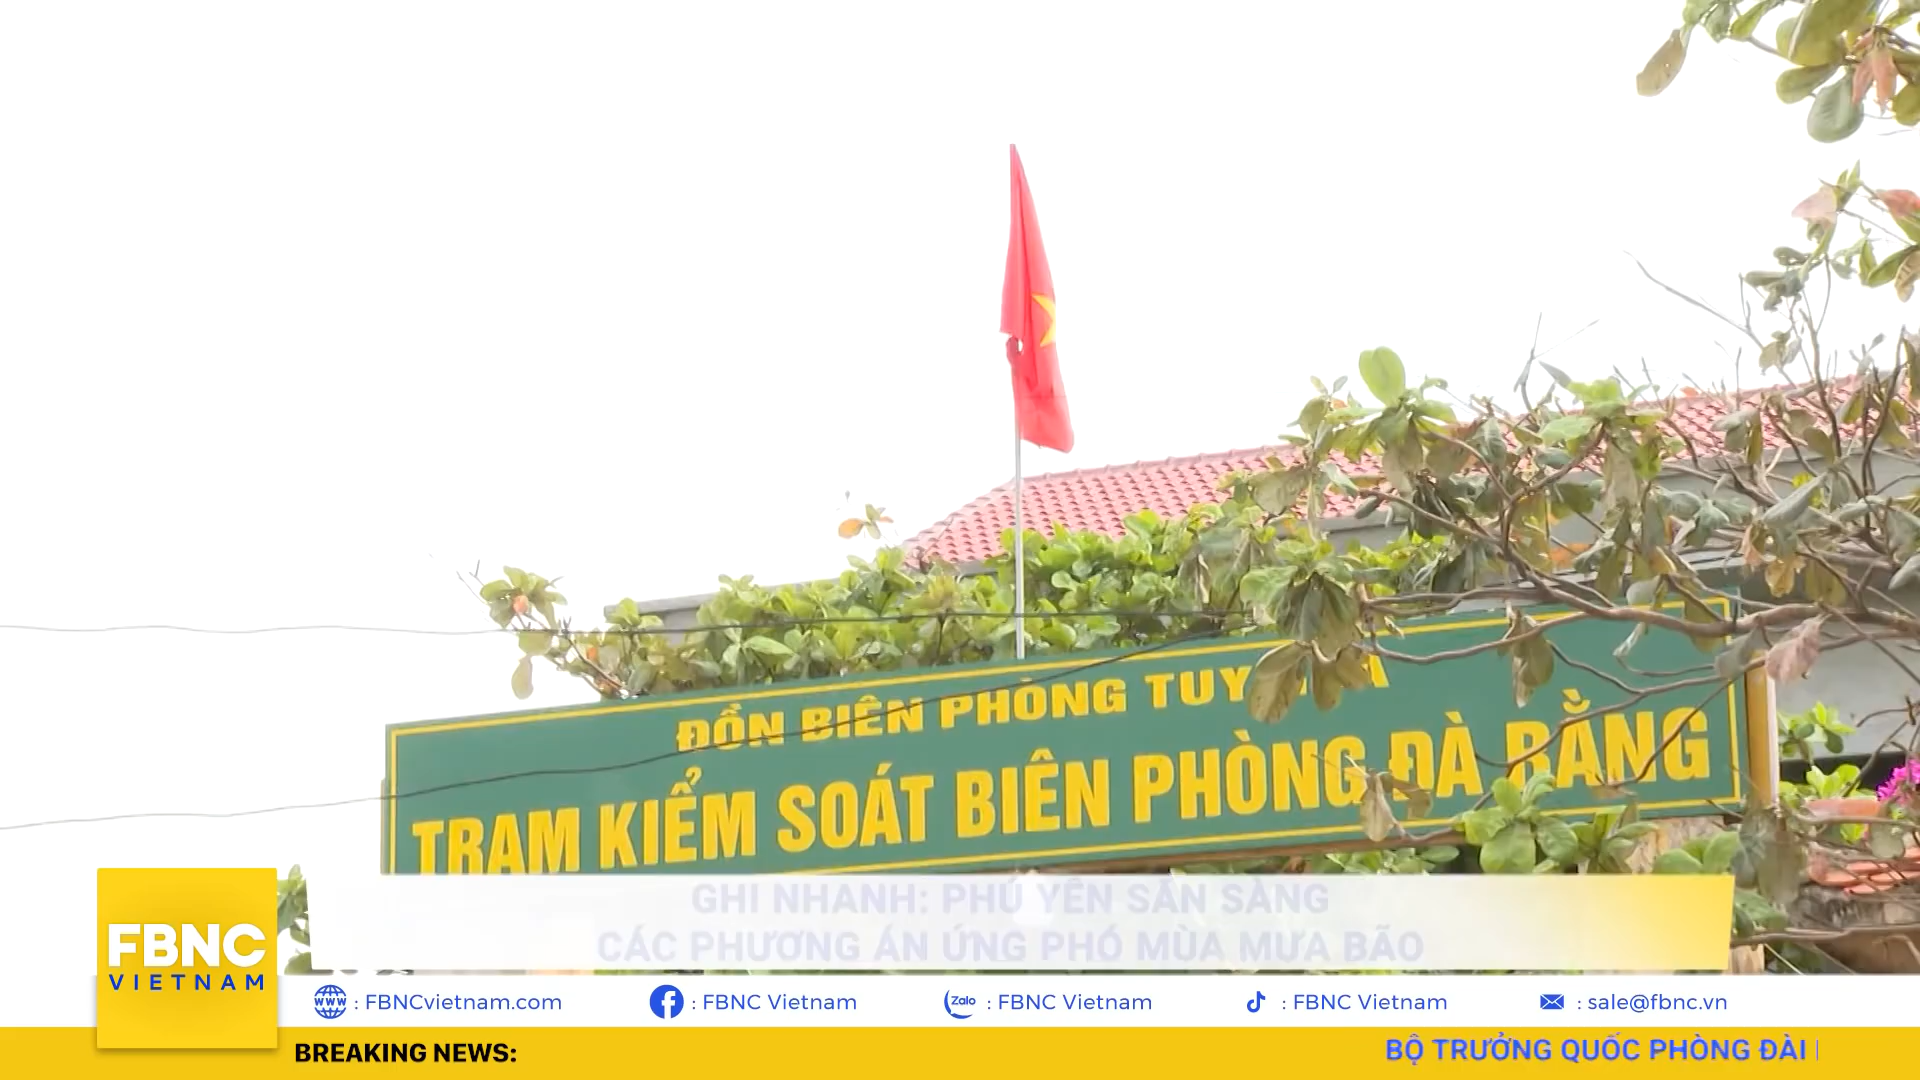 ĐỒN BIÊN PHÒNG
TRẠM KIỂM SOÁT BIÊN PHÒNG ĐÀ RẰNG
GHI NHANH: PHÚ YÊN SẴN SÀNG
CÁC PHƯƠNG ÁN ỨNG PHÓ MÙA MƯA BÃO
FBNC
VIETNAM
www : FBNCvietnam.com
: FBNC Vietnam
Zalo : FBNC Vietnam
: FBNC Vietnam
: sale@fbnc.vn
BREAKING NEWS:
BỘ TRƯỞNG QUỐC PHÒNG ĐÀI